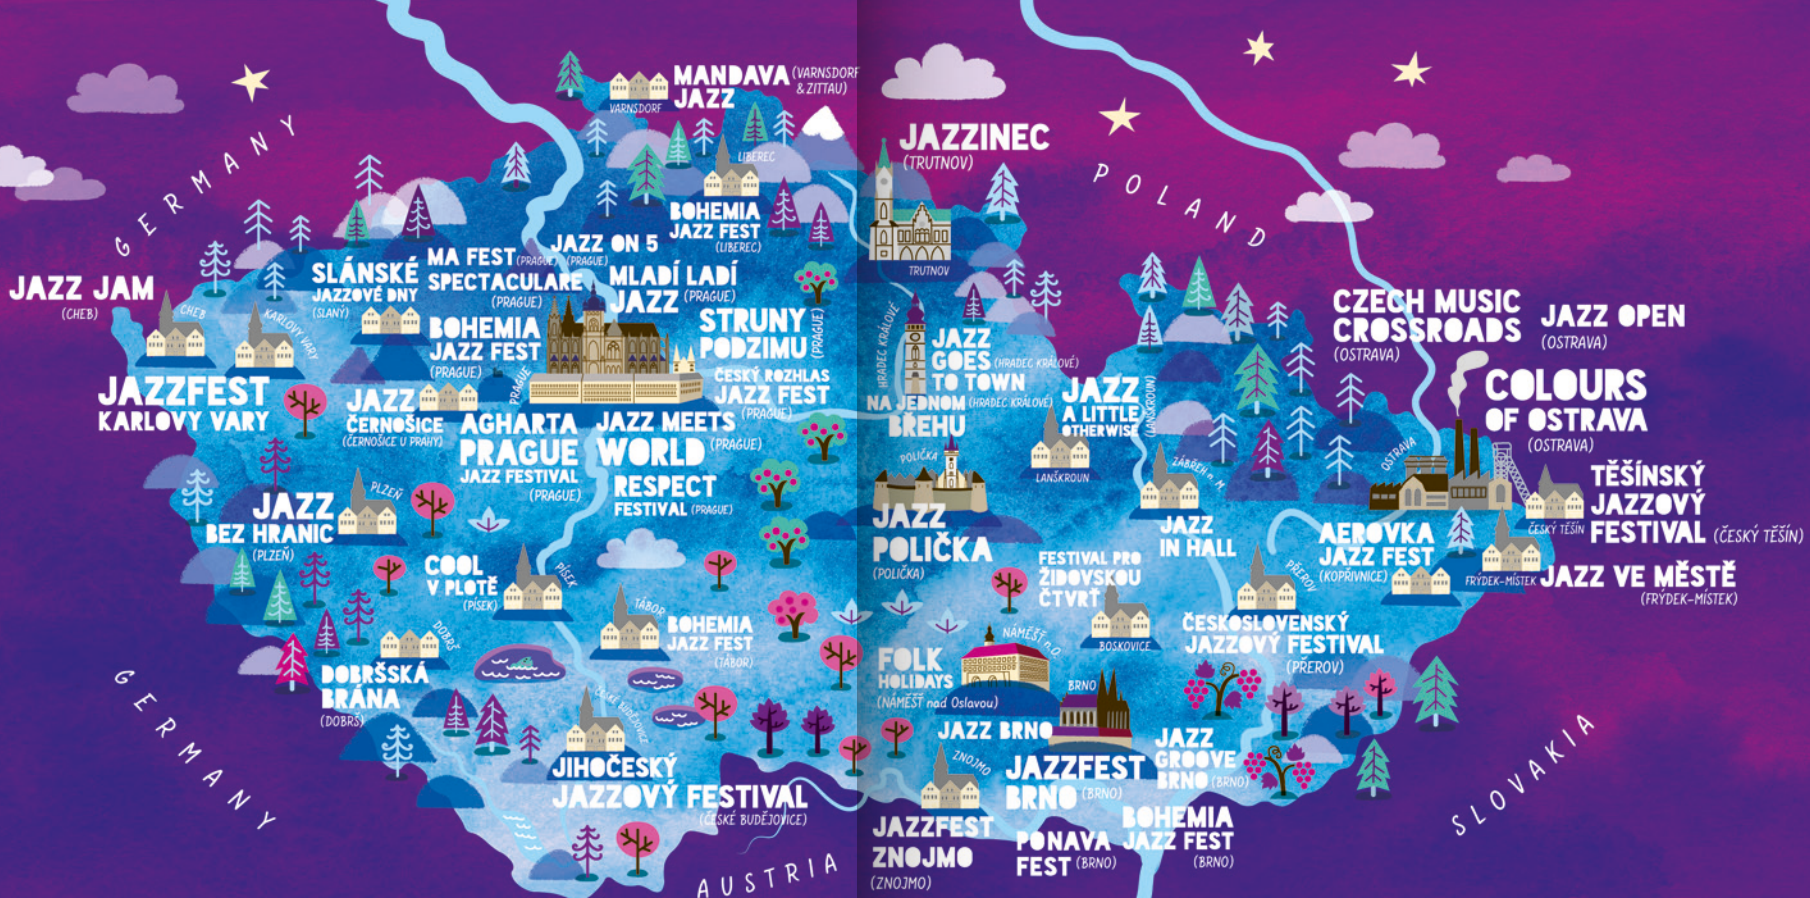 MANDAVA (VARNSDORF
JAZZ & ZITTAU)
VARNSDORF
GERMANY
LIBEREC
BOHEMIA
JAZZ FEST
(LIBEREC)
JAZZ ON 5
(PRAGUE)
MA FEST (PRAGUE)
SPECTACULARE
(PRAGUE)
SLÁNSKÉ
JAZZOVÉ DNY
(SLANÝ)
MLADÍ LADÍ
JAZZ (PRAGUE)
JAZZ JAM
(CHEB)
CHEB
KARLOVY VARY
BOHEMIA
JAZZ FEST
(PRAGUE)
STRUNY
PODZIMU
(PRAGUE)
PRAGUE
ČESKÝ ROZHLAS
JAZZ FEST
(PRAGUE)
JAZZFEST
KARLOVY VARY
JAZZ
ČERNOŠICE
(ČERNOŠICE U PRAHY)
AGHARTA
PRAGUE
JAZZ FESTIVAL
(PRAGUE)
JAZZ MEETS
WORLD (PRAGUE)
RESPECT
FESTIVAL (PRAGUE)
PLZEŇ
JAZZ
BEZ HRANIC
(PLZEŇ)
COOL
V PLOTĚ
(PÍSEK)
PÍSEK
TÁBOR
BOHEMIA
JAZZ FEST
(TÁBOR)
DOBRŠ
DOBRŠSKÁ
BRÁNA
(DOBRŠ)
ČESKÉ BUDĚJOVICE
JIHOČESKÝ
JAZZOVÝ FESTIVAL
(ČESKÉ BUDĚJOVICE)
GERMANY
AUSTRIA
JAZZINEC
(TRUTNOV)
TRUTNOV
POLAND
HRADEC KRÁLOVÉ
JAZZ
GOES (HRADEC KRÁLOVÉ)
TO TOWN
NA JEDNOM (HRADEC KRÁLOVÉ)
BŘEHU
JAZZ
A LITTLE
OTHERWISE
(LANŠKROUN)
LANŠKROUN
POLIČKA
JAZZ
POLIČKA
(POLIČKA)
ZÁBŘEH n. M.
JAZZ
IN HALL
CZECH MUSIC
CROSSROADS
(OSTRAVA)
JAZZ OPEN
(OSTRAVA)
COLOURS
OF OSTRAVA
(OSTRAVA)
OSTRAVA
TĚŠÍNSKÝ
JAZZOVÝ
FESTIVAL (ČESKÝ TĚŠÍN)
ČESKÝ TĚŠÍN
AEROVKA
JAZZ FEST
(KOPŘIVNICE)
FRÝDEK-MÍSTEK
JAZZ VE MĚSTĚ
(FRÝDEK-MÍSTEK)
FESTIVAL PRO
ŽIDOVSKOU
ČTVRŤ
BOSKOVICE
PŘEROV
ČESKOSLOVENSKÝ
JAZZOVÝ FESTIVAL
(PŘEROV)
NÁMĚŠŤ n.O.
FOLK
HOLIDAYS
(NÁMĚŠŤ nad Oslavou)
BRNO
JAZZ BRNO
ZNOJMO
JAZZFEST
BRNO (BRNO)
JAZZ
GROOVE
BRNO (BRNO)
JAZZFEST
ZNOJMO
(ZNOJMO)
PONAVA
FEST (BRNO)
BOHEMIA
JAZZ FEST
(BRNO)
SLOVAKIA